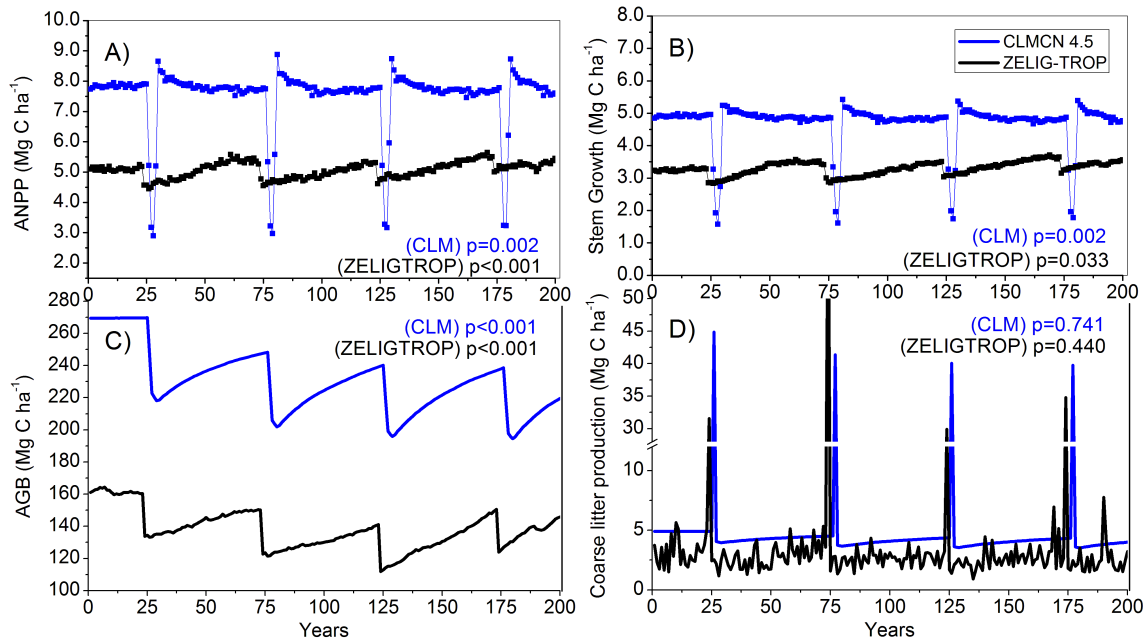 A)
10.0
9.0
8.0
7.0
6.0
5.0
4.0
3.0
2.0
ANPP (Mg C ha⁻¹)
(CLM) p=0.002
(ZELIGTROP) p<0.001
0 25 50 75 100 125 150 175 200
B)
CLMCN 4.5
ZELIG-TROP
8.0
7.0
6.0
5.0
4.0
3.0
2.0
1.0
0.0
Stem Growth (Mg C ha⁻¹)
(CLM) p=0.002
(ZELIGTROP) p=0.033
0 25 50 75 100 125 150 175 200
C)
280
260
240
220
200
180
160
140
120
100
AGB (Mg C ha⁻¹)
(CLM) p<0.001
(ZELIGTROP) p<0.001
0 25 50 75 100 125 150 175 200
Years
D)
50
45
40
35
30
25
10
5
0
Coarse litter production (Mg C ha⁻¹)
(CLM) p=0.741
(ZELIGTROP) p=0.440
0 25 50 75 100 125 150 175 200
Years